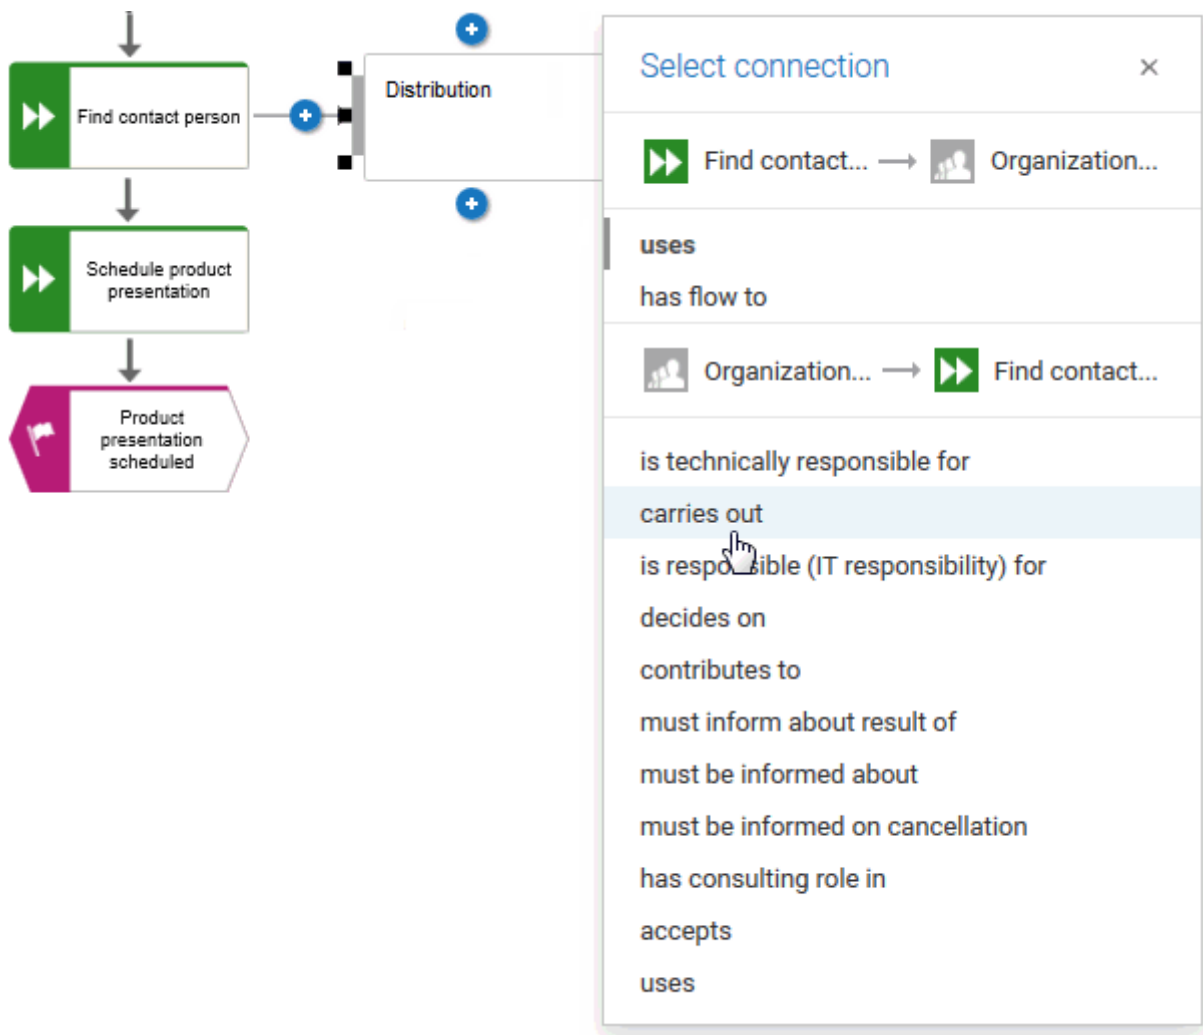 Find contact person
Distribution
Schedule product
presentation
Product
presentation
scheduled
Select connection
Find contact... Organization...
uses
has flow to
Organization... Find contact...
is technically responsible for
carries out
is responsible (IT responsibility) for
decides on
contributes to
must inform about result of
must be informed about
must be informed on cancellation
has consulting role in
accepts
uses